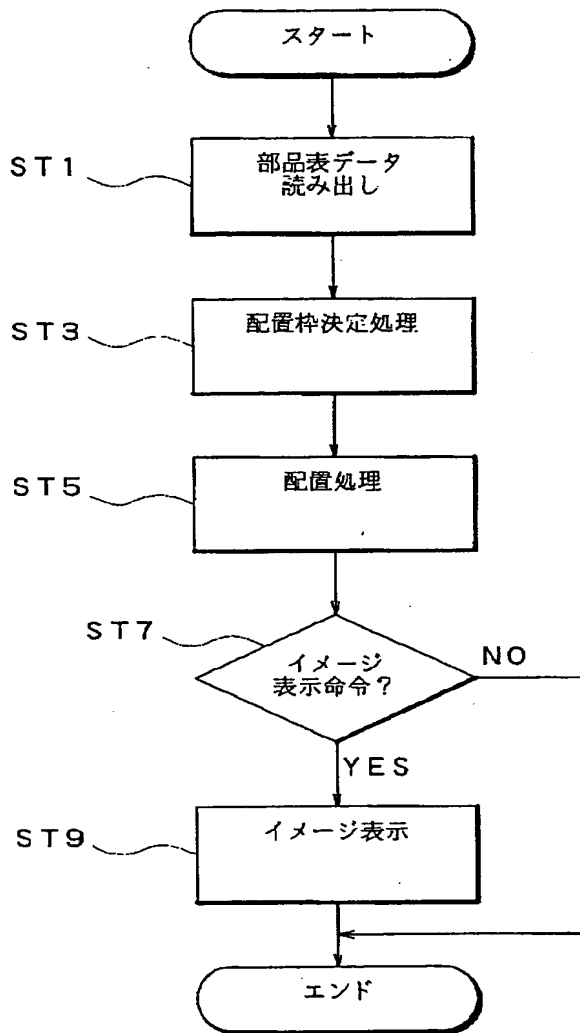 スタート
ST1
部品表データ
読み出し
ST3
配置枠決定処理
ST5
配置処理
ST7
イメージ
表示命令?
NO
YES
ST9
イメージ表示
エンド